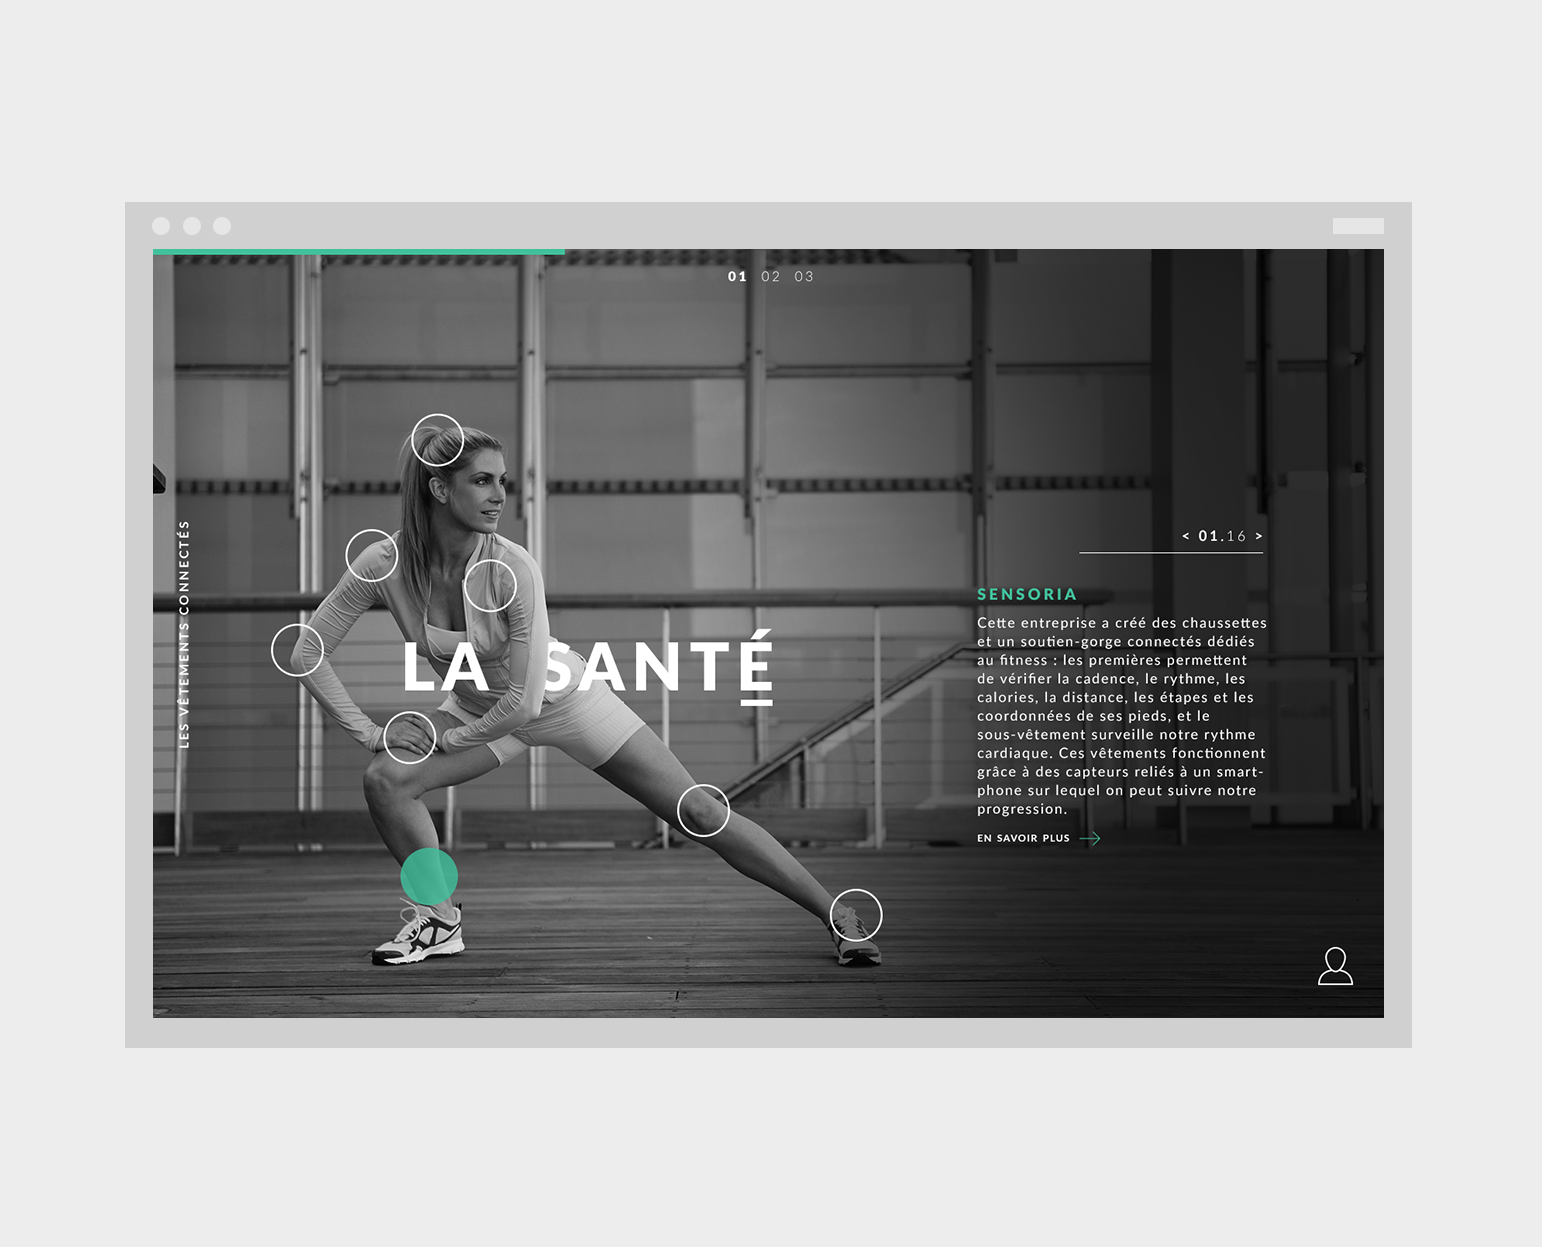 01 02 03
LES VÊTEMENTS CONNECTÉS
LA SANTÉ
< 01.16 >
SENSORIA
Cette entreprise a créé des chaussettes
et un soutien-gorge connectés dédiés
au fitness : les premières permettent
de vérifier la cadence, le rythme, les
calories, la distance, les étapes et les
coordonnées de ses pieds, et le
sous-vêtement surveille notre rythme
cardiaque. Ces vêtements fonctionnent
grâce à des capteurs reliés à un smart-
phone sur lequel on peut suivre notre
progression.
EN SAVOIR PLUS